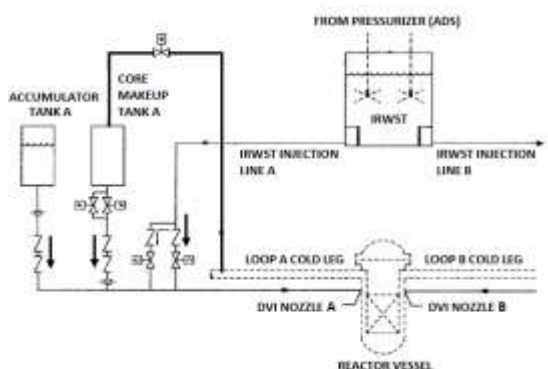 FROM PRESSURIZER (ADS)
CORE
MAKEUP
TANK A
ACCUMULATOR
TANK A
IRWST
IRWST INJECTION
LINE A
IRWST INJECTION
LINE B
LOOP A COLD LEG
LOOP B COLD LEG
DVI NOZZLE A
DVI NOZZLE B
REACTOR VESSEL